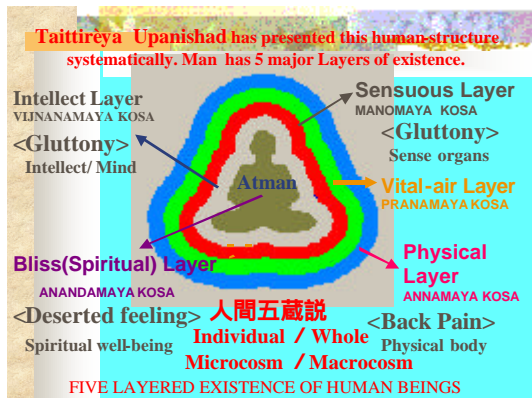 Taittireya Upanishad has presented this human-structure
systematically. Man has 5 major Layers of existence.
Intellect Layer
VIJNANAMAYA KOSA
<Gluttony>
Intellect/ Mind
Sensuous Layer
MANOMAYA KOSA
<Gluttony>
Sense organs
Atman
Vital-air Layer
PRANAMAYA KOSA
Bliss(Spiritual) Layer
ANANDAMAYA KOSA
<Deserted feeling>
Spiritual well-being
Physical
Layer
ANNAMAYA KOSA
<Back Pain>
Physical body
人間五蔵説
Individual / Whole
Microcosm / Macrocosm
FIVE LAYERED EXISTENCE OF HUMAN BEINGS